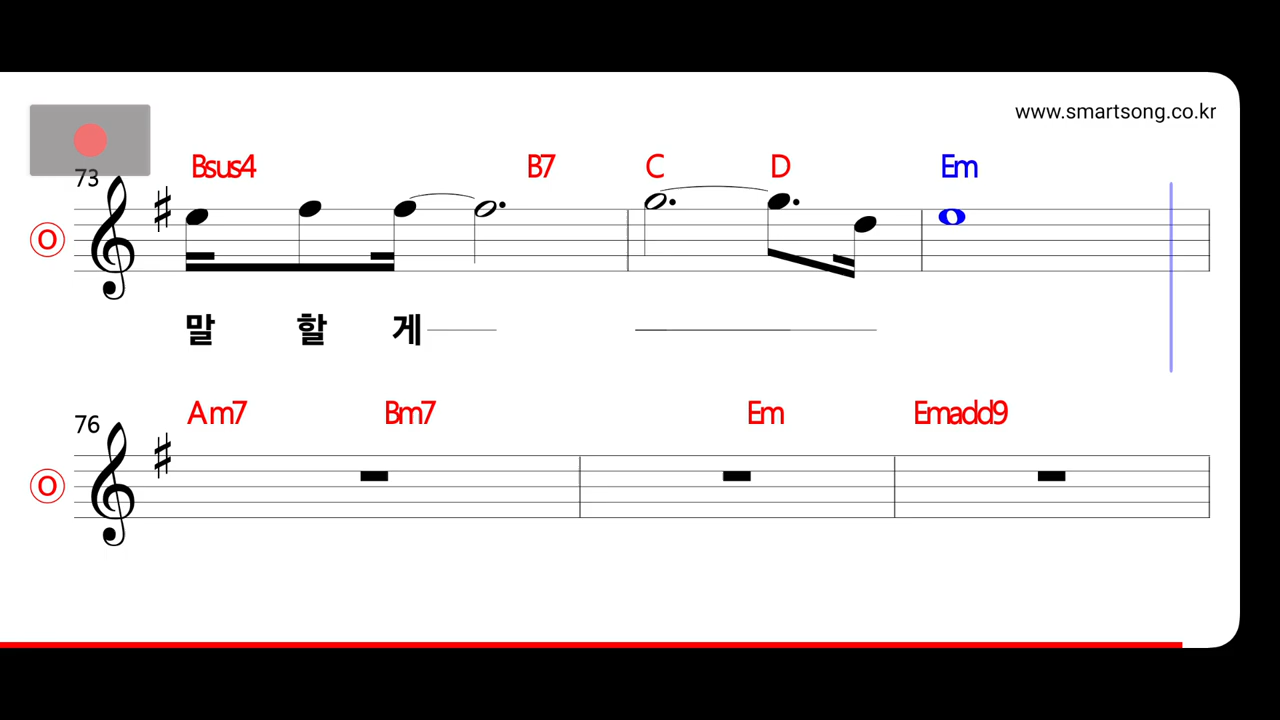 www.smartsong.co.kr
73 Bsus4 B7 C D Em
O
말 할 게
76 Am7 Bm7 Em Emadd9
O